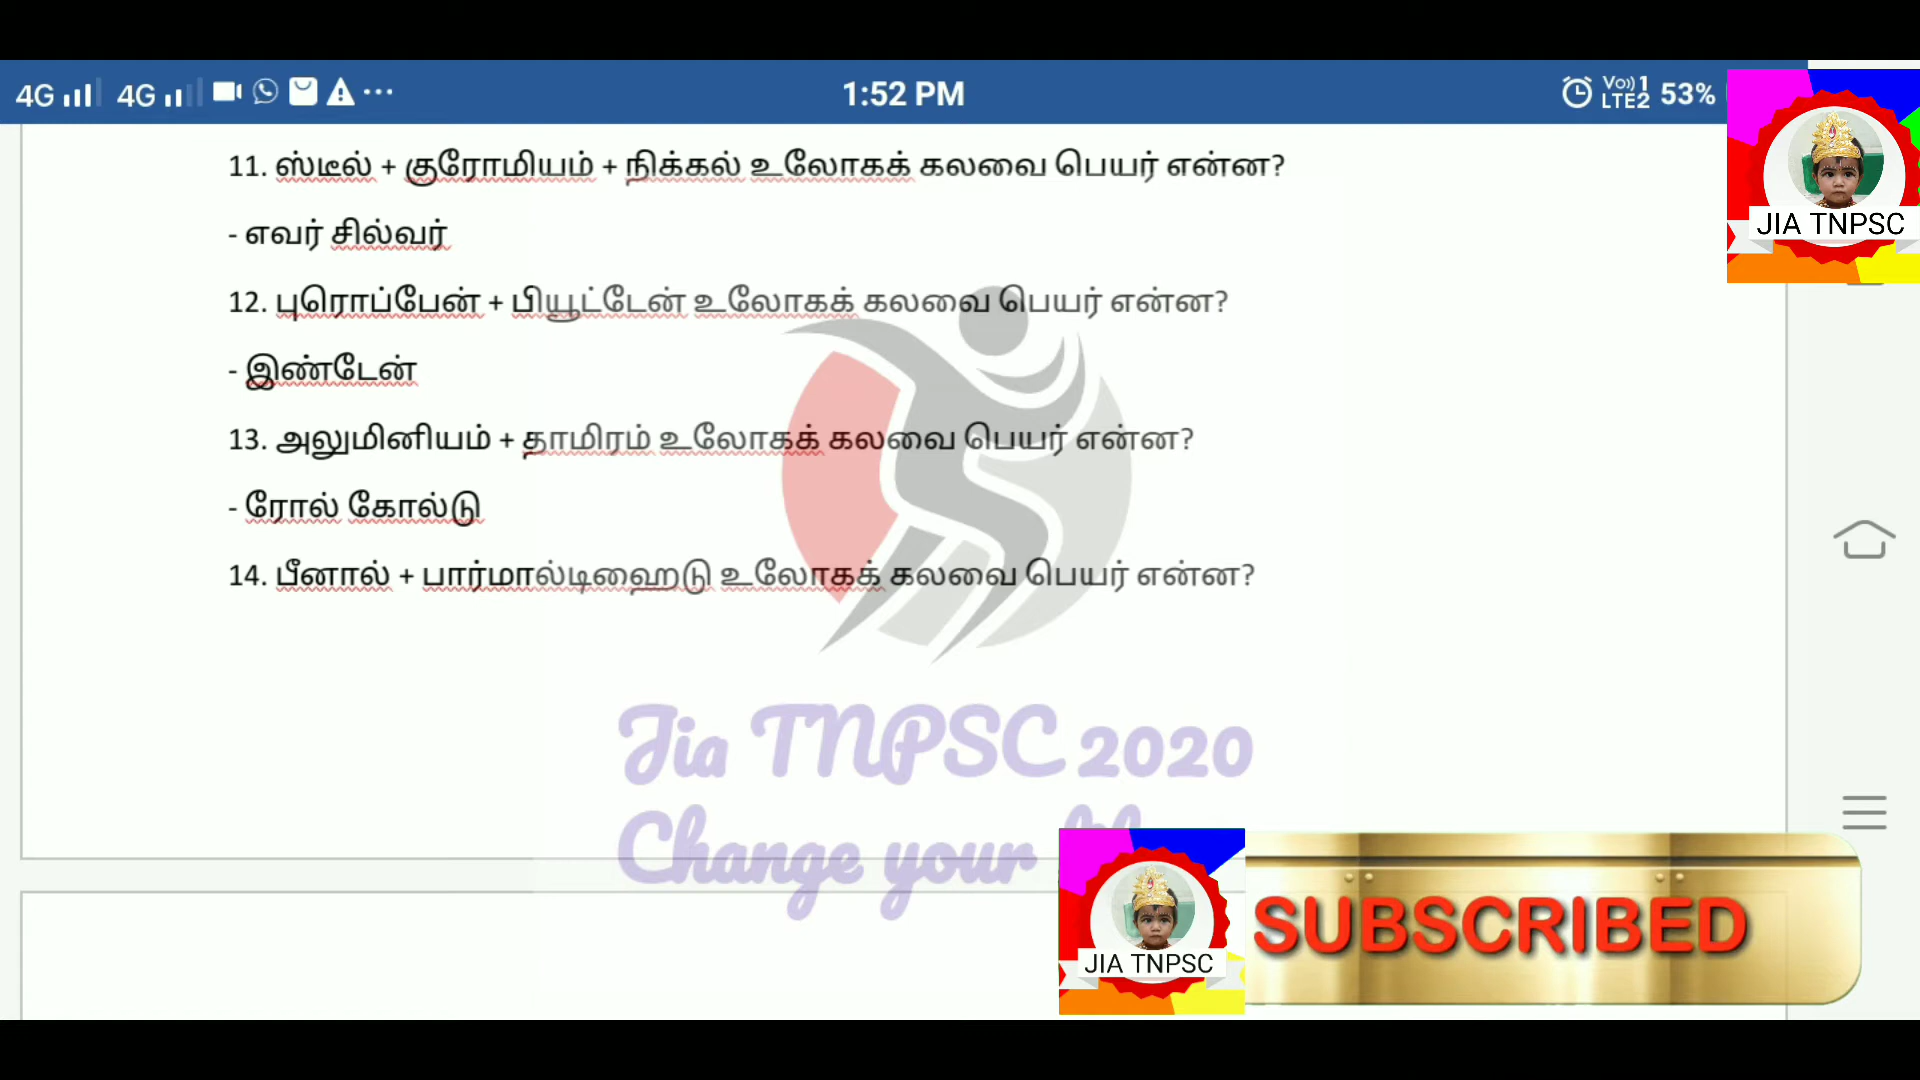 4G 4G ... 1:52 PM Vo)) 1 LTE2 53%
JIA TNPSC
11. ஸ்டீல் + குரோமியம் + நிக்கல் உலோகக் கலவை பெயர் என்ன?
- எவர் சில்வர்
12. புரொப்பேன் + பியூட்டேன் உலோகக் கலவை பெயர் என்ன?
- இண்டேன்
13. அலுமினியம் + தாமிரம் உலோகக் கலவை பெயர் என்ன?
- ரோல் கோல்டு
14. பீனால் + பார்மால்டிஹைடு உலோகக் கலவை பெயர் என்ன?
Jia TNPSC 2020
Change your
JIA TNPSC
SUBSCRIBED